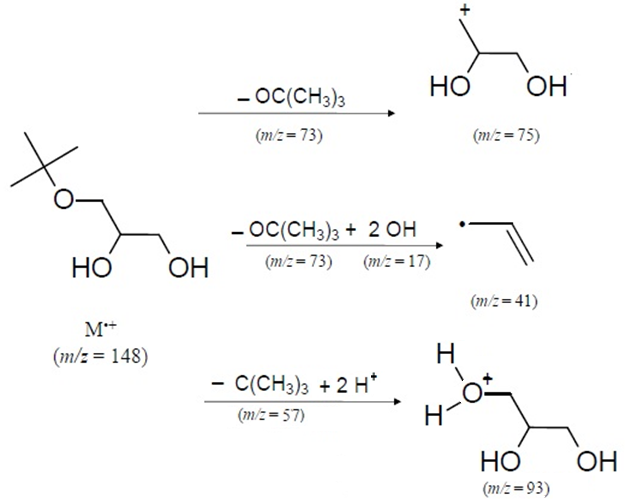 +
HO OH
– OC(CH₃)₃
(m/z = 73)
(m/z = 75)
O
HO OH
M•+
(m/z = 148)
– OC(CH₃)₃ + 2 OH
(m/z = 73) (m/z = 17)
•
(m/z = 41)
– C(CH₃)₃ + 2 H⁺
(m/z = 57)
H
O +
H
HO OH
(m/z = 93)